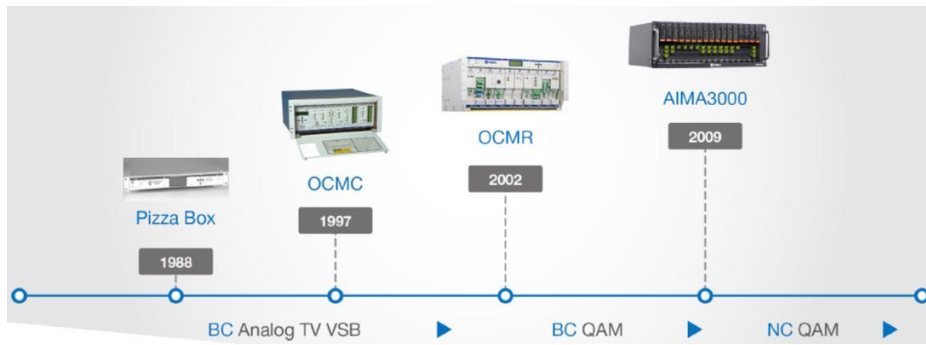 AIMA3000
2009
OCMR
2002
OCMC
1997
Pizza Box
1988
BC Analog TV VSB
BC QAM
NC QAM